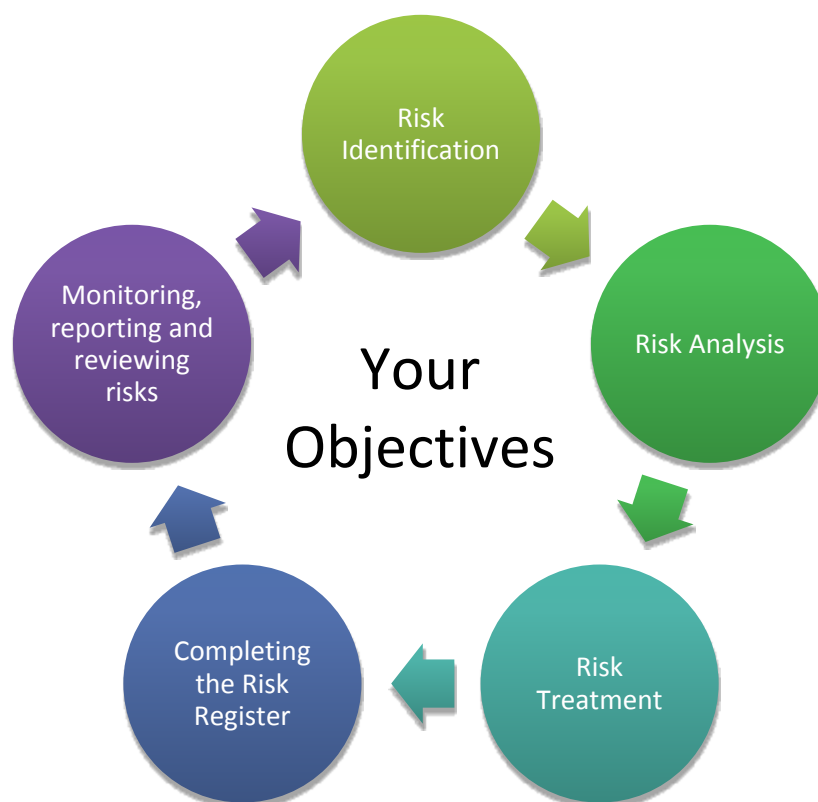 Risk
Identification
Risk Analysis
Risk
Treatment
Completing
the Risk
Register
Monitoring,
reporting and
reviewing
risks
Your
Objectives